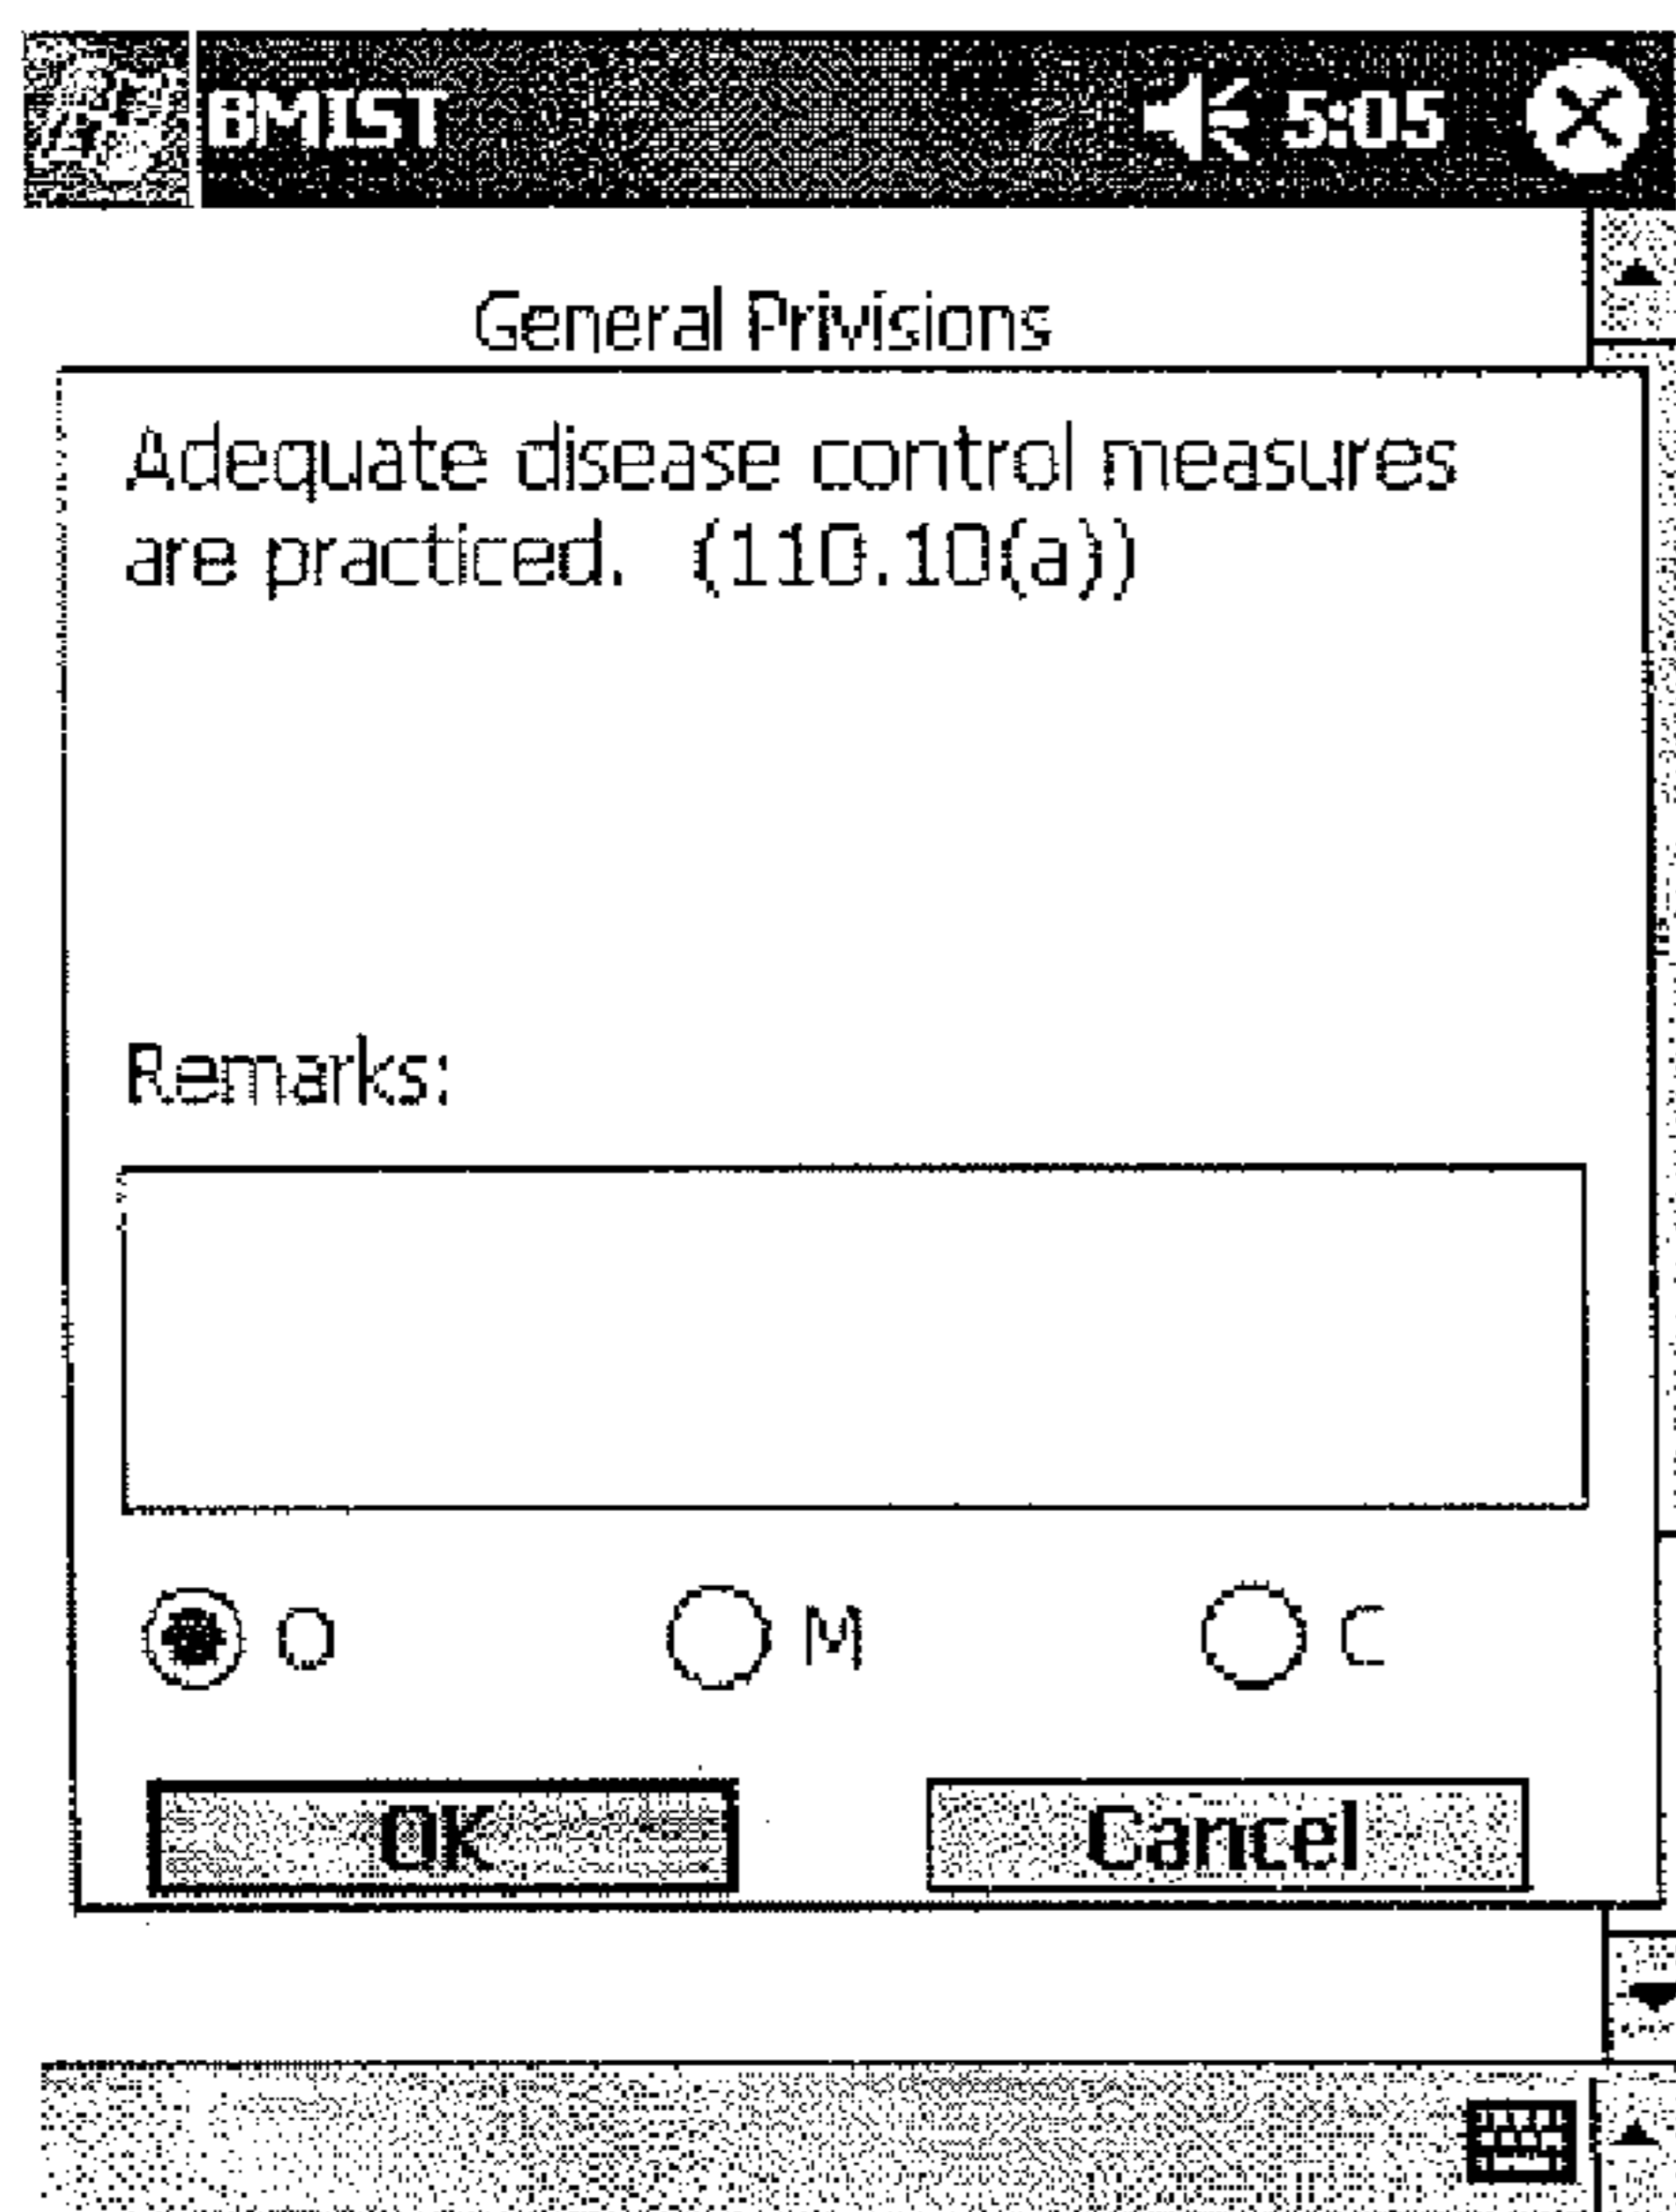 BMIST 5:05
General Privisions
Adequate disease control measures
are practiced. (110.10(a))
Remarks:
O M C
OK Cancel